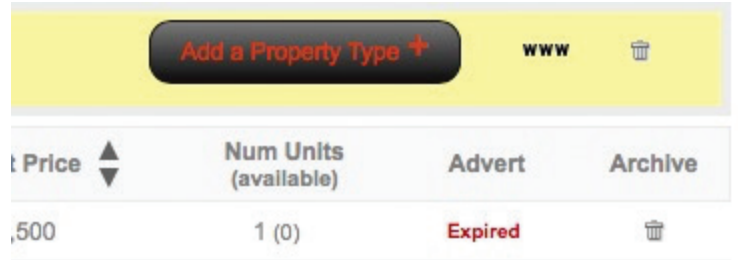 Add a Property Type +
www
t Price
Num Units
(available)
Advert
Archive
,500
1 (0)
Expired